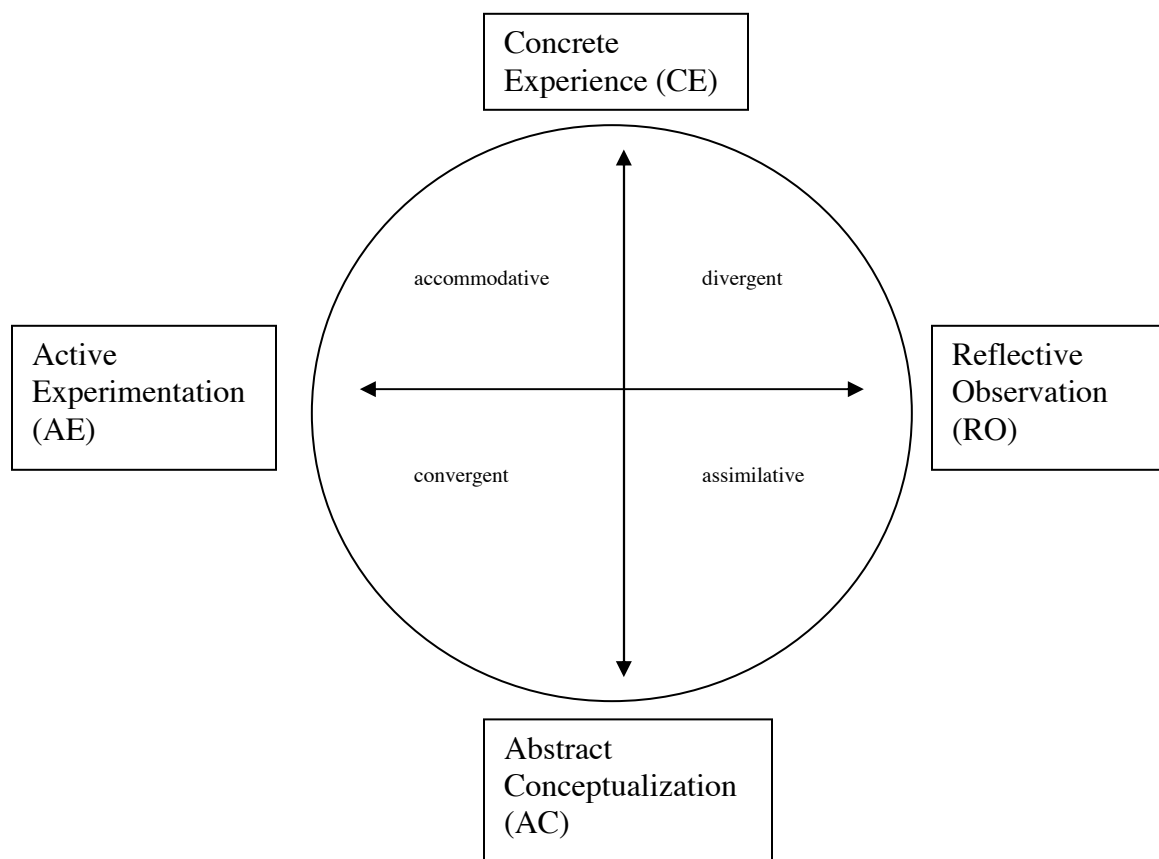 Concrete
Experience (CE)
accommodative
divergent
Active
Experimentation
(AE)
Reflective
Observation
(RO)
convergent
assimilative
Abstract
Conceptualization
(AC)